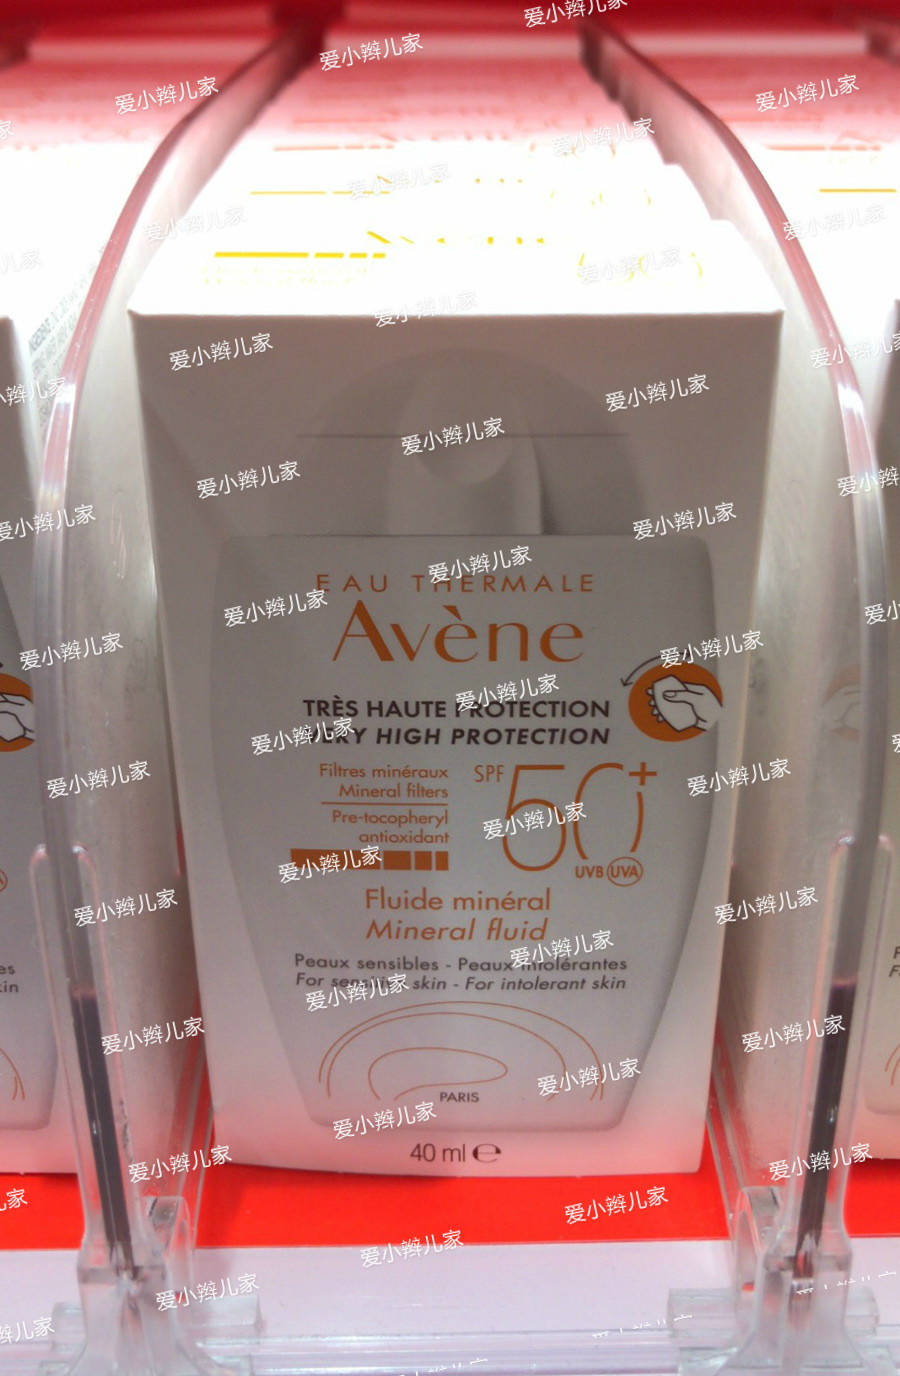 Avène
EAU THERMALE
Avène
TRÈS HAUTE PROTECTION
VERY HIGH PROTECTION
Filtres minéraux
Mineral filters
Pre-tocopheryl
antioxidant
SPF 50+
UVB UVA
Fluide minéral
Mineral fluid
Peaux sensibles - Peaux intolérantes
For sensitive skin - For intolerant skin
PARIS
40 ml e
爱小辫儿家